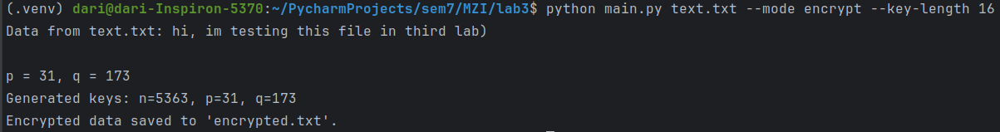 (.venv) dari@dari-Inspiron-5370:~/PycharmProjects/sem7/MZI/lab3$ python main.py text.txt --mode encrypt --key-length 16
Data from text.txt: hi, im testing this file in third lab)
p = 31, q = 173
Generated keys: n=5363, p=31, q=173
Encrypted data saved to 'encrypted.txt'.